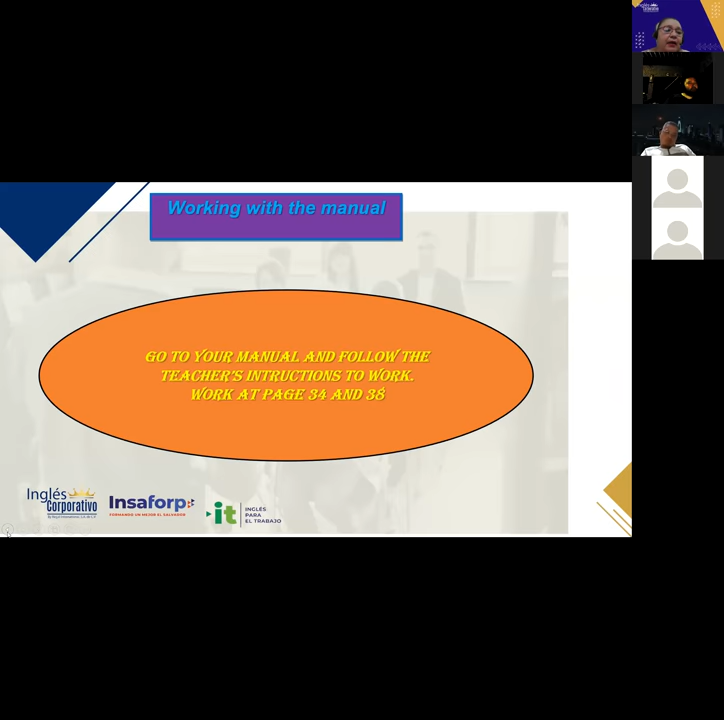 Working with the manual
GO TO YOUR MANUAL AND FOLLOW THE
TEACHER'S INTRUCTIONS TO WORK.
WORK AT PAGE 34 AND 38
Inglés
Corporativo
Insaforp
FORMANDO UN MEJOR EL SALVADOR
it
INGLÉS
PARA
EL TRABAJO